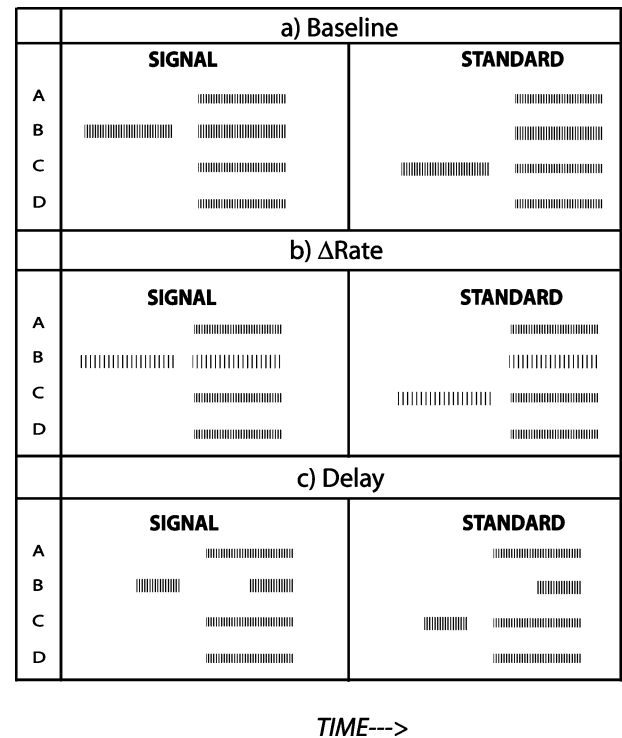 a) Baseline
SIGNAL STANDARD
A
B
C
D
b) ΔRate
SIGNAL STANDARD
A
B
C
D
c) Delay
SIGNAL STANDARD
A
B
C
D
TIME--->